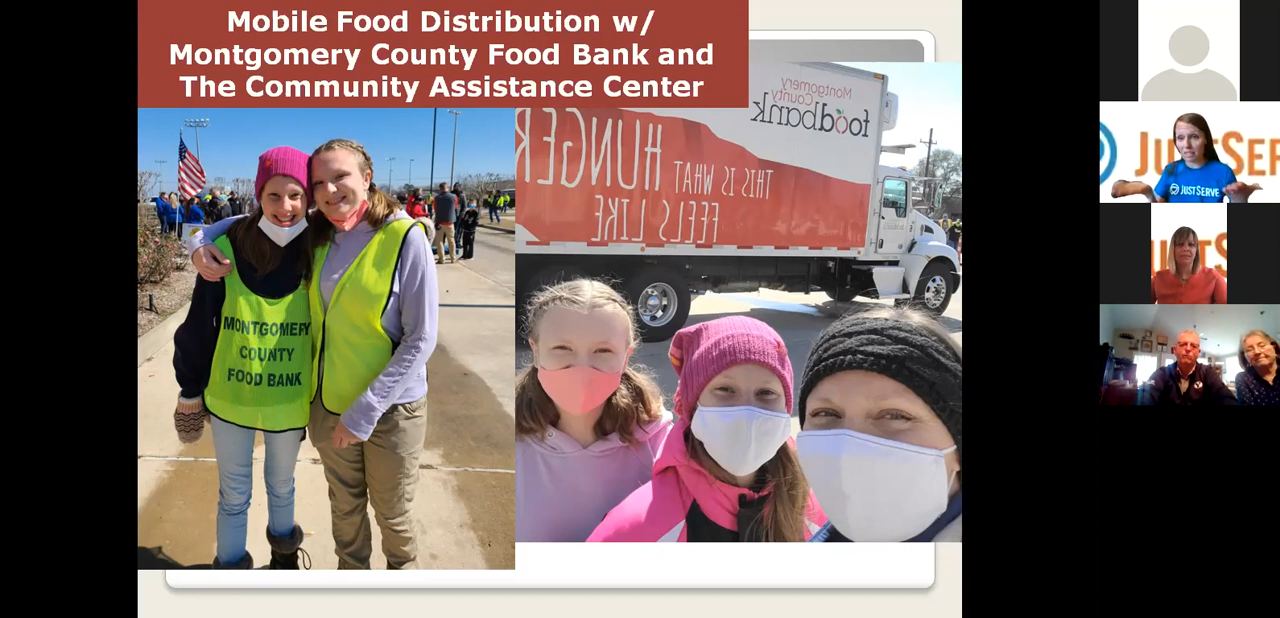 Mobile Food Distribution w/
Montgomery County Food Bank and
The Community Assistance Center
Montgomery
County
foodbank
HUNGER
THIS IS WHAT
FEELS LIKE
MONTGOMERY
COUNTY
FOOD BANK
JUSTSER
JUSTSERVE